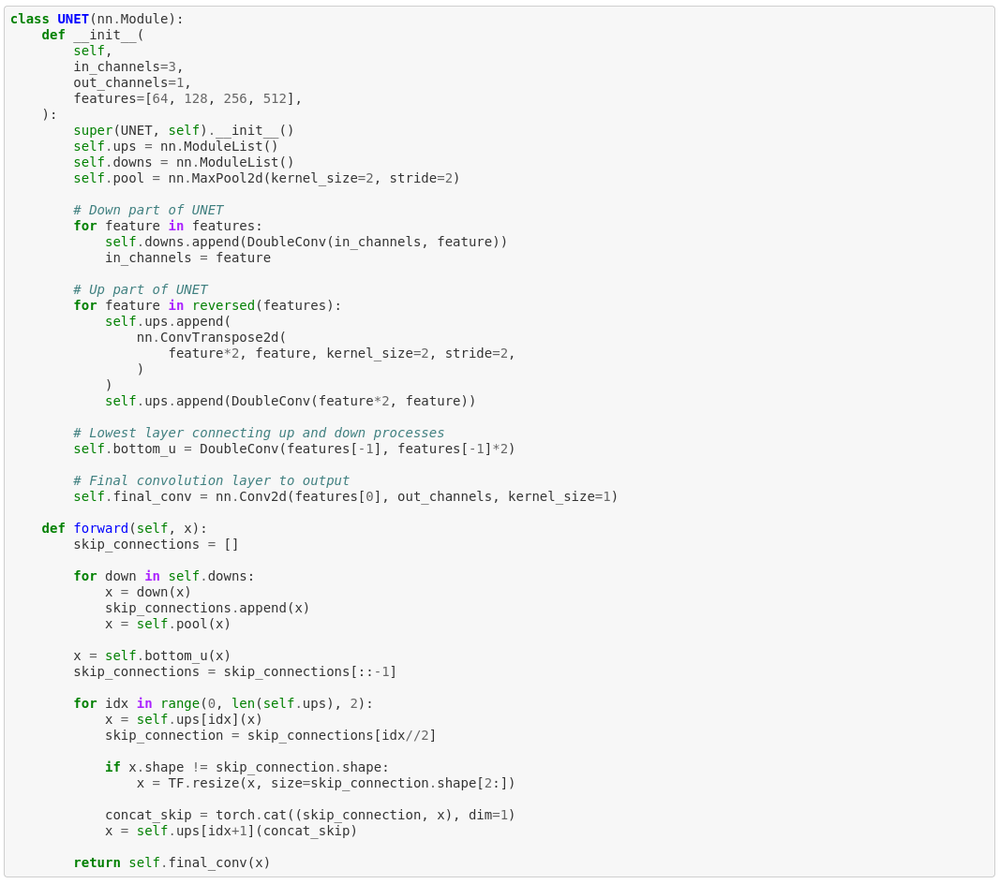 class UNET(nn.Module):
    def __init__(
        self,
        in_channels=3,
        out_channels=1,
        features=[64, 128, 256, 512],
    ):
        super(UNET, self).__init__()
        self.ups = nn.ModuleList()
        self.downs = nn.ModuleList()
        self.pool = nn.MaxPool2d(kernel_size=2, stride=2)

        # Down part of UNET
        for feature in features:
            self.downs.append(DoubleConv(in_channels, feature))
            in_channels = feature

        # Up part of UNET
        for feature in reversed(features):
            self.ups.append(
                nn.ConvTranspose2d(
                    feature*2, feature, kernel_size=2, stride=2,
                )
            )
            self.ups.append(DoubleConv(feature*2, feature))

        # Lowest layer connecting up and down processes
        self.bottom_u = DoubleConv(features[-1], features[-1]*2)

        # Final convolution layer to output
        self.final_conv = nn.Conv2d(features[0], out_channels, kernel_size=1)

    def forward(self, x):
        skip_connections = []

        for down in self.downs:
            x = down(x)
            skip_connections.append(x)
            x = self.pool(x)

        x = self.bottom_u(x)
        skip_connections = skip_connections[::-1]

        for idx in range(0, len(self.ups), 2):
            x = self.ups[idx](x)
            skip_connection = skip_connections[idx//2]

            if x.shape != skip_connection.shape:
                x = TF.resize(x, size=skip_connection.shape[2:])

            concat_skip = torch.cat((skip_connection, x), dim=1)
            x = self.ups[idx+1](concat_skip)

        return self.final_conv(x)